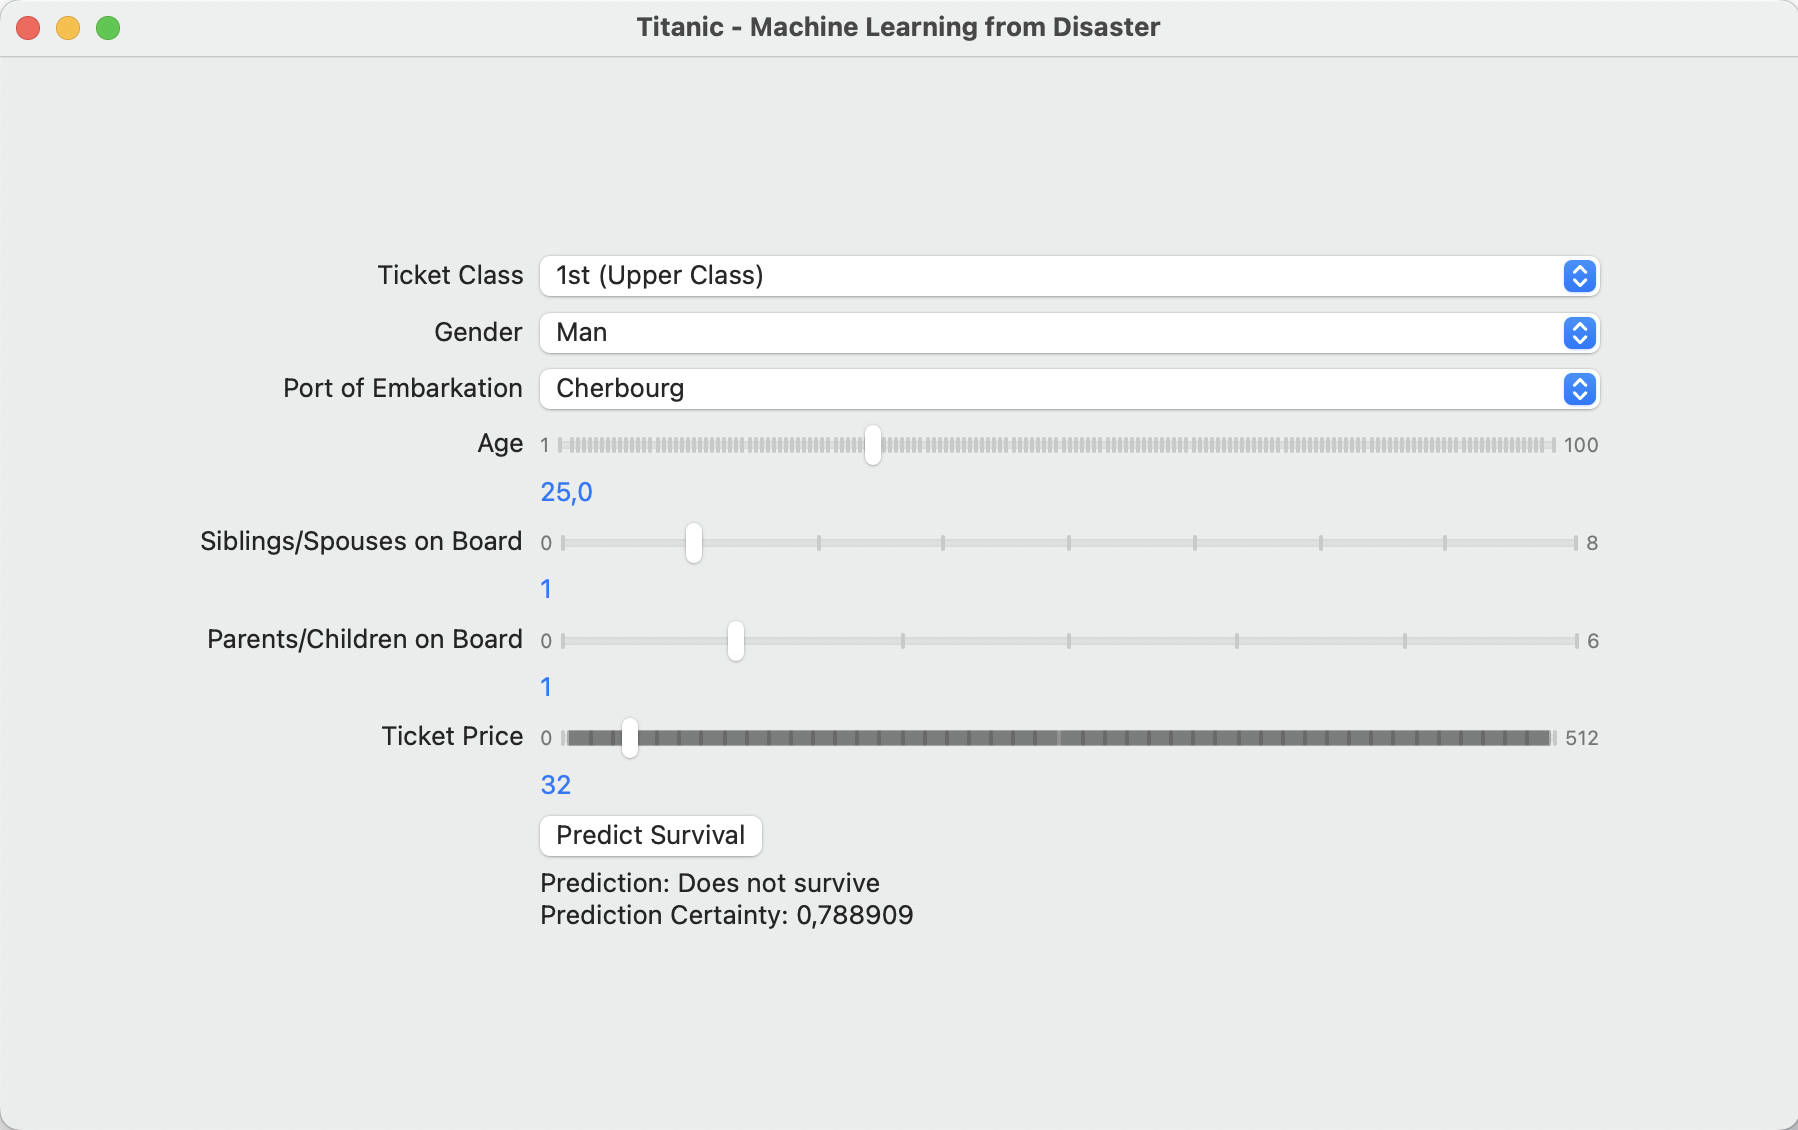 Titanic - Machine Learning from Disaster
Ticket Class 1st (Upper Class)
Gender Man
Port of Embarkation Cherbourg
Age 1 100
25,0
Siblings/Spouses on Board 0 8
1
Parents/Children on Board 0 6
1
Ticket Price 0 512
32
Predict Survival
Prediction: Does not survive
Prediction Certainty: 0,788909